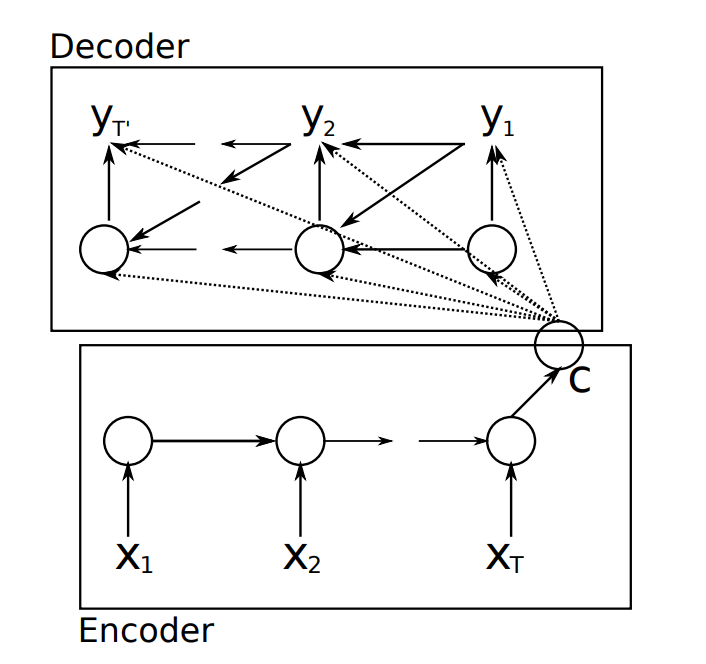 Decoder
yT' y2 y1
c
x1 x2 xT
Encoder